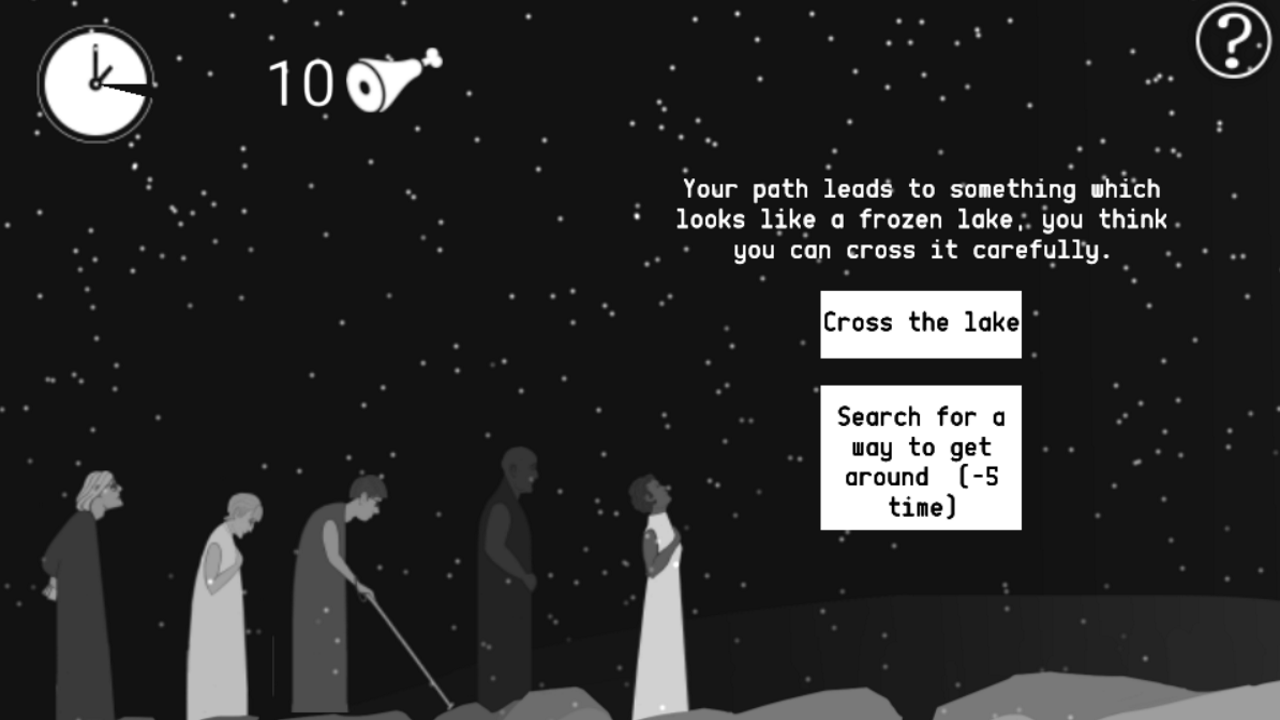 10
?
Your path leads to something which
looks like a frozen lake, you think
you can cross it carefully.
Cross the lake
Search for a
way to get
around (-5
time)